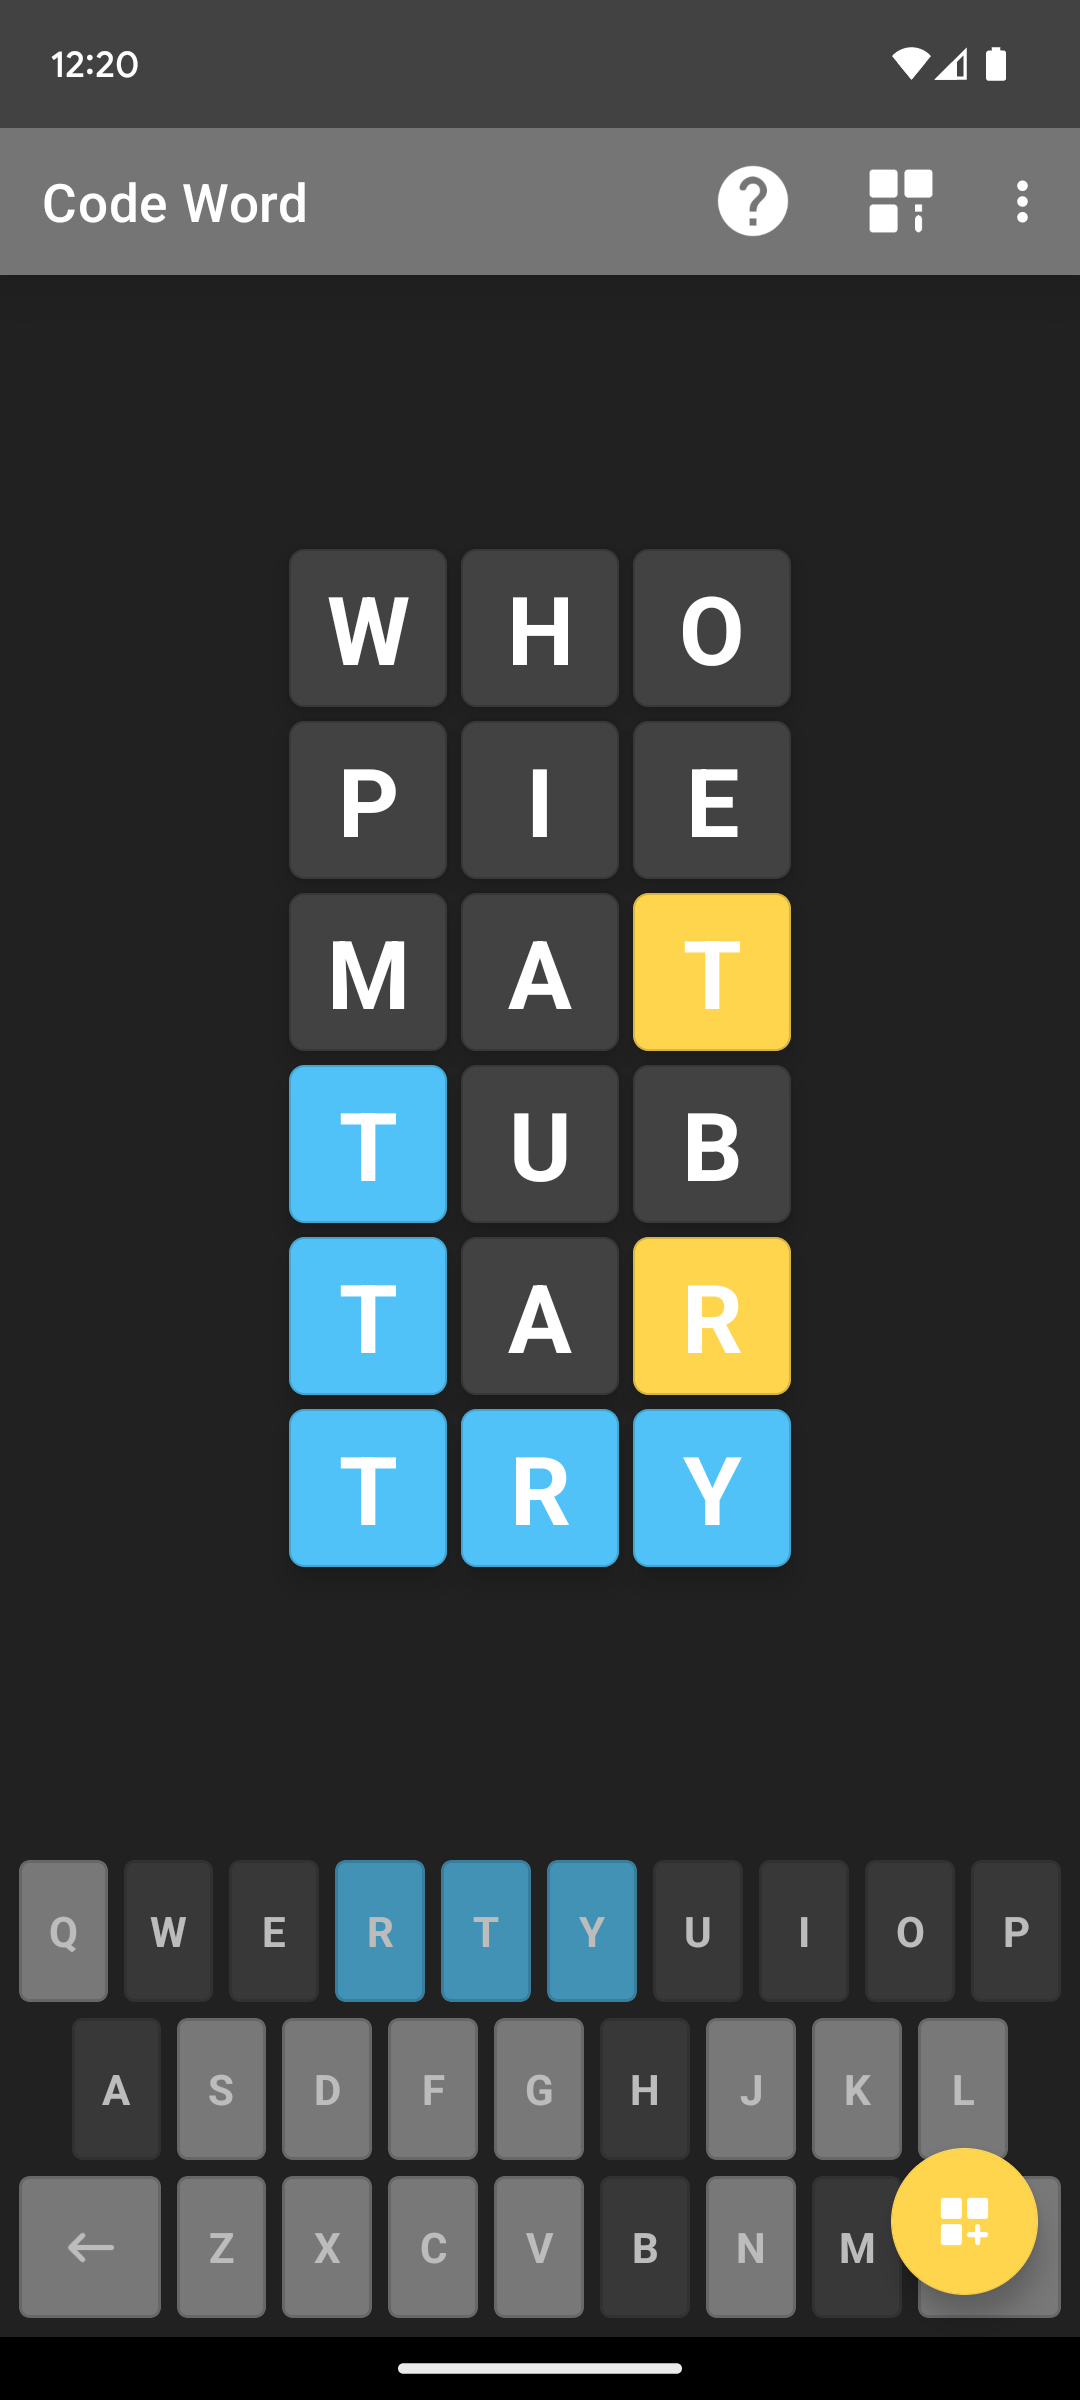 12:20
Code Word
W H O
P I E
M A T
T U B
T A R
T R Y
Q W E R T Y U I O P
A S D F G H J K L
Z X C V B N M